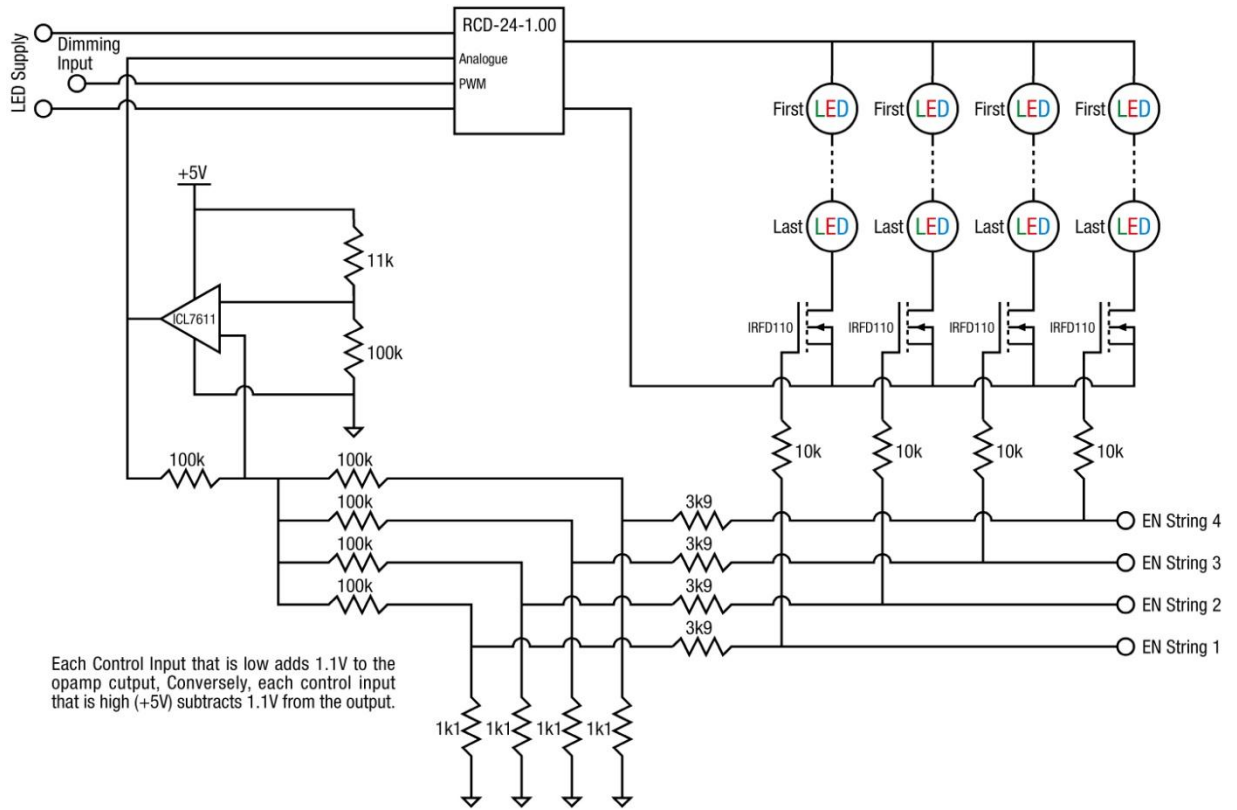 RCD-24-1.00
LED Supply
Dimming
Input
Analogue
PWM
First LED First LED First LED First LED
Last LED Last LED Last LED Last LED
+5V
11k
ICL7611
100k
IRFD110 IRFD110 IRFD110 IRFD110
10k 10k 10k 10k
100k 100k
100k
100k
100k
3k9 EN String 4
3k9 EN String 3
3k9 EN String 2
3k9 EN String 1
Each Control Input that is low adds 1.1V to the
opamp cutput, Conversely, each control input
that is high (+5V) subtracts 1.1V from the output.
1k1 1k1 1k1 1k1